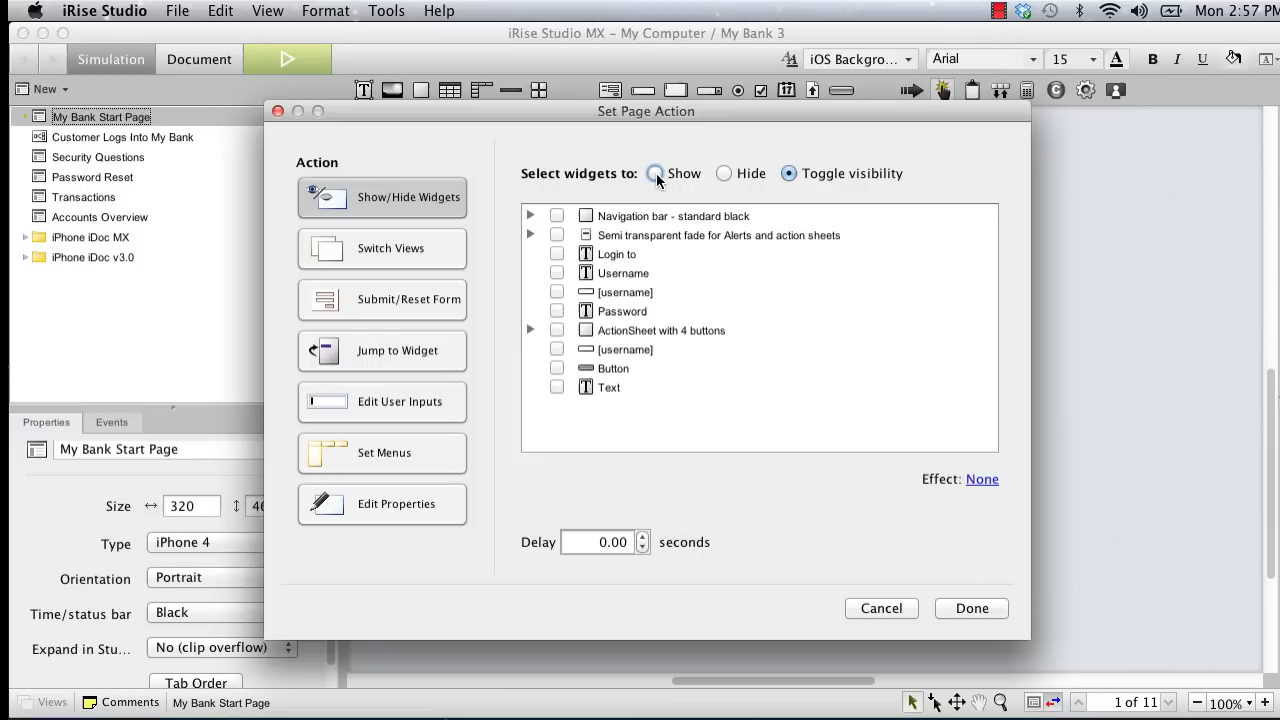 iRise Studio File Edit View Format Tools Help Mon 2:57 PM
iRise Studio MX - My Computer / My Bank 3
Simulation Document iOS Backgro... Arial 15 A B I U
New
My Bank Start Page
Customer Logs Into My Bank
Security Questions
Password Reset
Transactions
Accounts Overview
iPhone iDoc MX
iPhone iDoc v3.0
Set Page Action
Action
Show/Hide Widgets
Switch Views
Submit/Reset Form
Jump to Widget
Edit User Inputs
Set Menus
Edit Properties
Select widgets to: Show Hide Toggle visibility
Navigation bar - standard black
Semi transparent fade for Alerts and action sheets
Login to
Username
[username]
Password
ActionSheet with 4 buttons
[username]
Button
Text
Effect: None
Delay 0.00 seconds
Cancel Done
Properties Events
My Bank Start Page
Size 320 46
Type iPhone 4
Orientation Portrait
Time/status bar Black
Expand in Stu... No (clip overflow)
Tab Order
Views Comments My Bank Start Page 1 of 11 100%